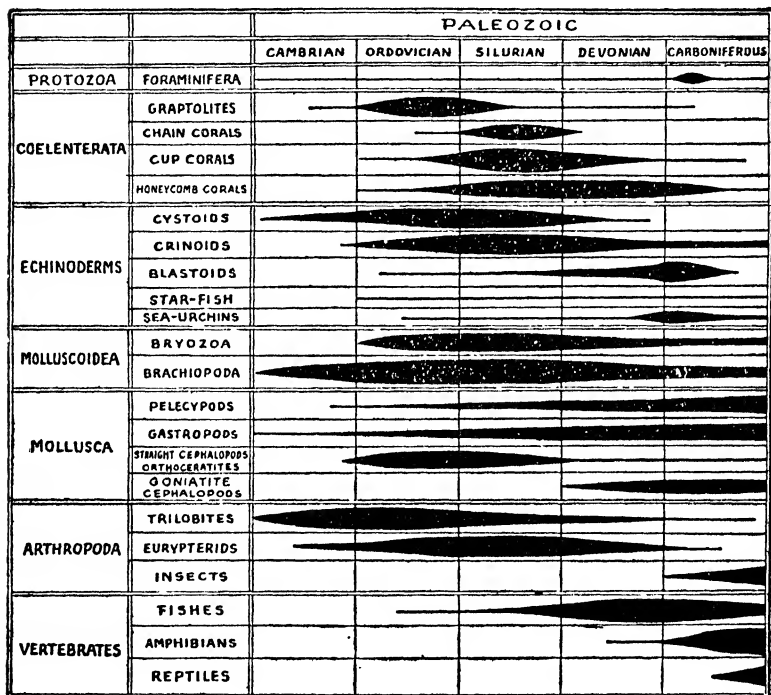 PALEOZOIC
CAMBRIAN ORDOVICIAN SILURIAN DEVONIAN CARBONIFEROUS
PROTOZOA FORAMINIFERA
COELENTERATA
GRAPTOLITES
CHAIN CORALS
CUP CORALS
HONEYCOMB CORALS
ECHINODERMS
CYSTOIDS
CRINOIDS
BLASTOIDS
STAR-FISH
SEA-URCHINS
MOLLUSCOIDEA
BRYOZOA
BRACHIOPODA
MOLLUSCA
PELECYPODS
GASTROPODS
STRAIGHT CEPHALOPODS
ORTHOCERATITES
GONIATITE
CEPHALOPODS
ARTHROPODA
TRILOBITES
EURYPTERIDS
INSECTS
VERTEBRATES
FISHES
AMPHIBIANS
REPTILES